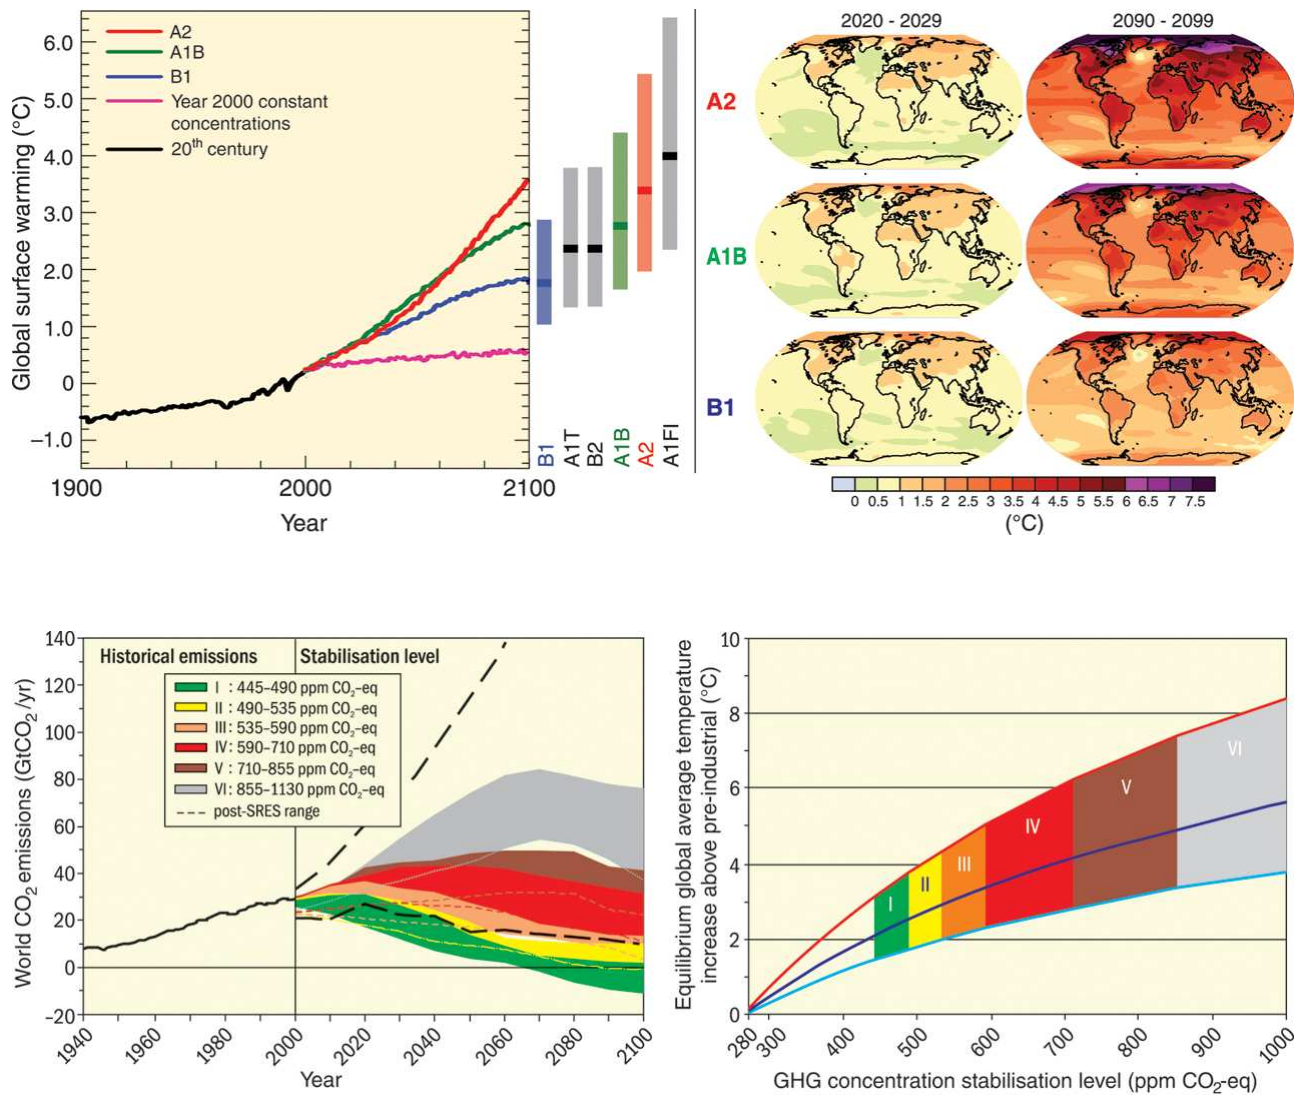 6.0
5.0
4.0
3.0
2.0
1.0
0
–1.0
Global surface warming (°C)
A2
A1B
B1
Year 2000 constant
concentrations
20th century
1900
2000
2100
Year
B1
A1T
B2
A1B
A2
A1FI
2020 - 2029
2090 - 2099
A2
A1B
B1
0 0.5 1 1.5 2 2.5 3 3.5 4 4.5 5 5.5 6 6.5 7 7.5
(°C)
World CO2 emissions (GtCO2 /yr)
140
120
100
80
60
40
20
0
–20
Historical emissions
Stabilisation level
I : 445–490 ppm CO2-eq
II : 490–535 ppm CO2-eq
III : 535–590 ppm CO2-eq
IV : 590–710 ppm CO2-eq
V : 710–855 ppm CO2-eq
VI : 855–1130 ppm CO2-eq
post-SRES range
1940 1960 1980 2000 2020 2040 2060 2080 2100
Year
Equilibrium global average temperature
increase above pre-industrial (°C)
10
8
6
4
2
0
I
II
III
IV
V
VI
280 300 400 500 600 700 800 900 1000
GHG concentration stabilisation level (ppm CO2-eq)